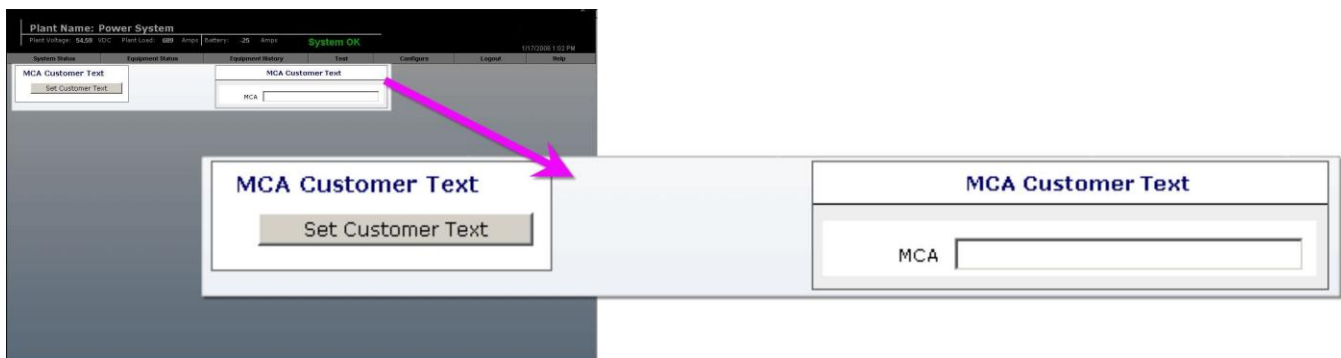 Plant Name: Power System
Plant Voltage: 54.59 VDC Plant Load: 689 Amps Battery: -25 Amps System OK
1/17/2008 1:02 PM
System Status Equipment Status Equipment History Test Configure Logout Help
MCA Customer Text
Set Customer Text
MCA Customer Text
MCA
MCA Customer Text
Set Customer Text
MCA Customer Text
MCA